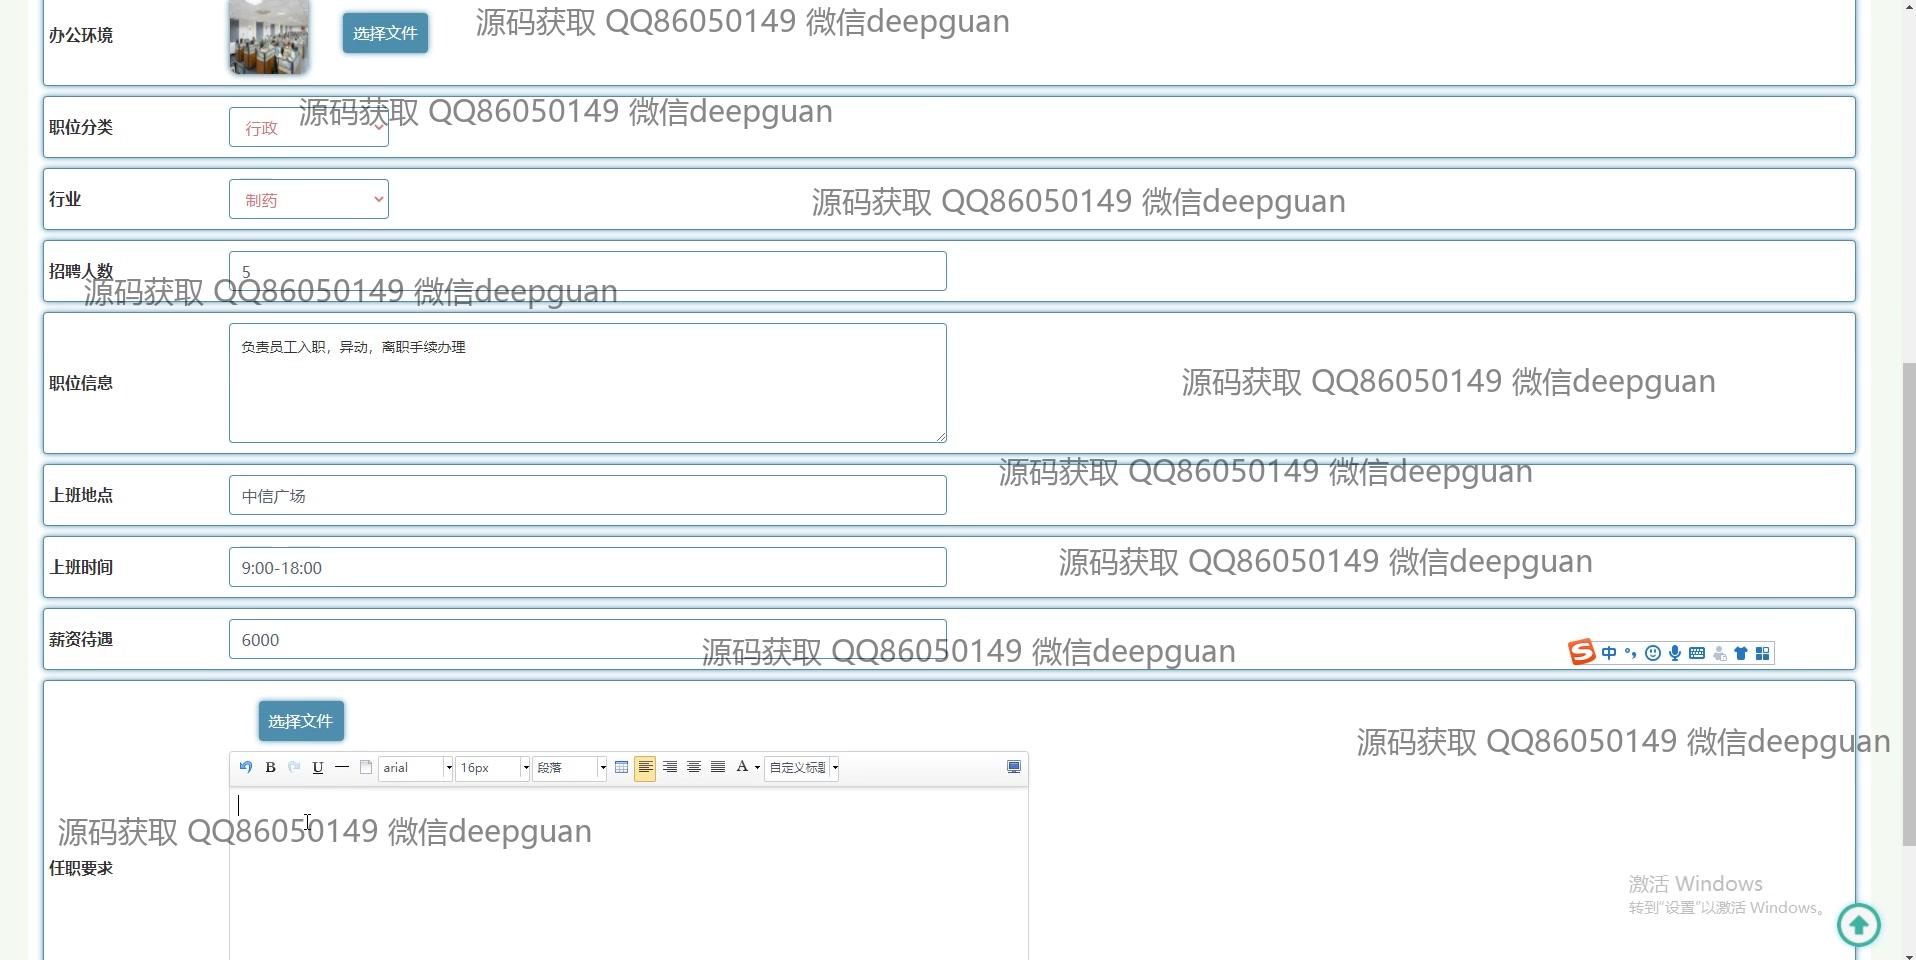 办公环境
选择文件
源码获取 QQ86050149 微信deepguan
职位分类
行政
源码获取 QQ86050149 微信deepguan
行业
制药
源码获取 QQ86050149 微信deepguan
招聘人数
5
源码获取 QQ86050149 微信deepguan
负责员工入职，异动，离职手续办理
职位信息
源码获取 QQ86050149 微信deepguan
源码获取 QQ86050149 微信deepguan
上班地点
中信广场
上班时间
9:00-18:00
源码获取 QQ86050149 微信deepguan
薪资待遇
6000
源码获取 QQ86050149 微信deepguan
中
选择文件
源码获取 QQ86050149 微信deepguan
B U arial 16px 段落 A 自定义标题
源码获取 QQ86050149 微信deepguan
任职要求
激活 Windows
转到“设置”以激活 Windows。